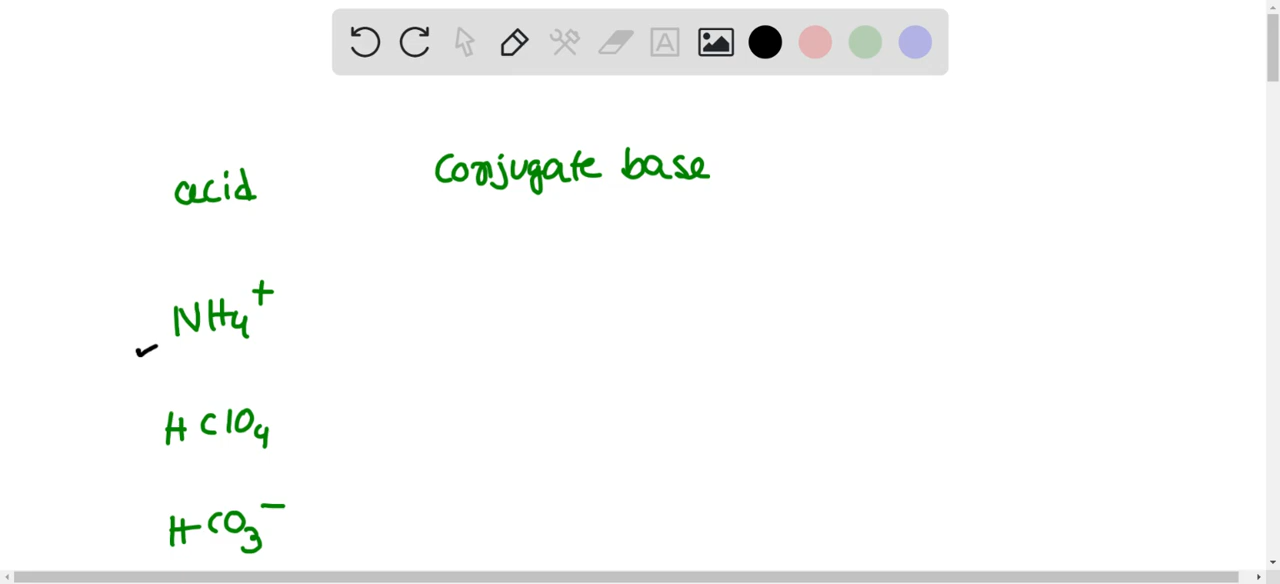 acid Conjugate base
NH4+
HClO4
HCO3−